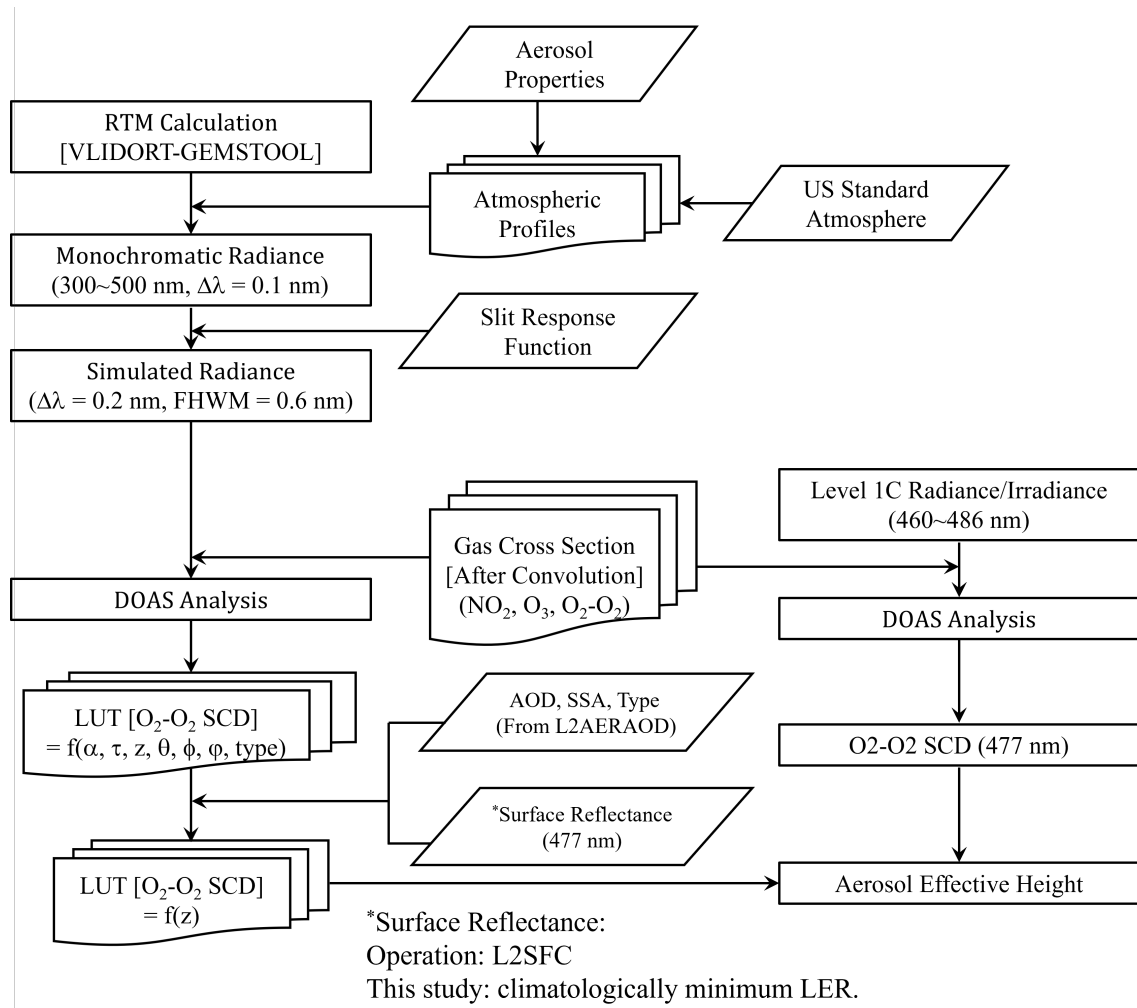 Aerosol
Properties
RTM Calculation
[VLIDORT-GEMSTOOL]
Atmospheric
Profiles
US Standard
Atmosphere
Monochromatic Radiance
(300~500 nm, Δλ = 0.1 nm)
Slit Response
Function
Simulated Radiance
(Δλ = 0.2 nm, FHWM = 0.6 nm)
Level 1C Radiance/Irradiance
(460~486 nm)
Gas Cross Section
[After Convolution]
(NO₂, O₃, O₂-O₂)
DOAS Analysis
DOAS Analysis
LUT [O₂-O₂ SCD]
= f(α, τ, z, θ, ϕ, φ, type)
AOD, SSA, Type
(From L2AERAOD)
O2-O2 SCD (477 nm)
*Surface Reflectance
(477 nm)
LUT [O₂-O₂ SCD]
= f(z)
Aerosol Effective Height
*Surface Reflectance:
Operation: L2SFC
This study: climatologically minimum LER.